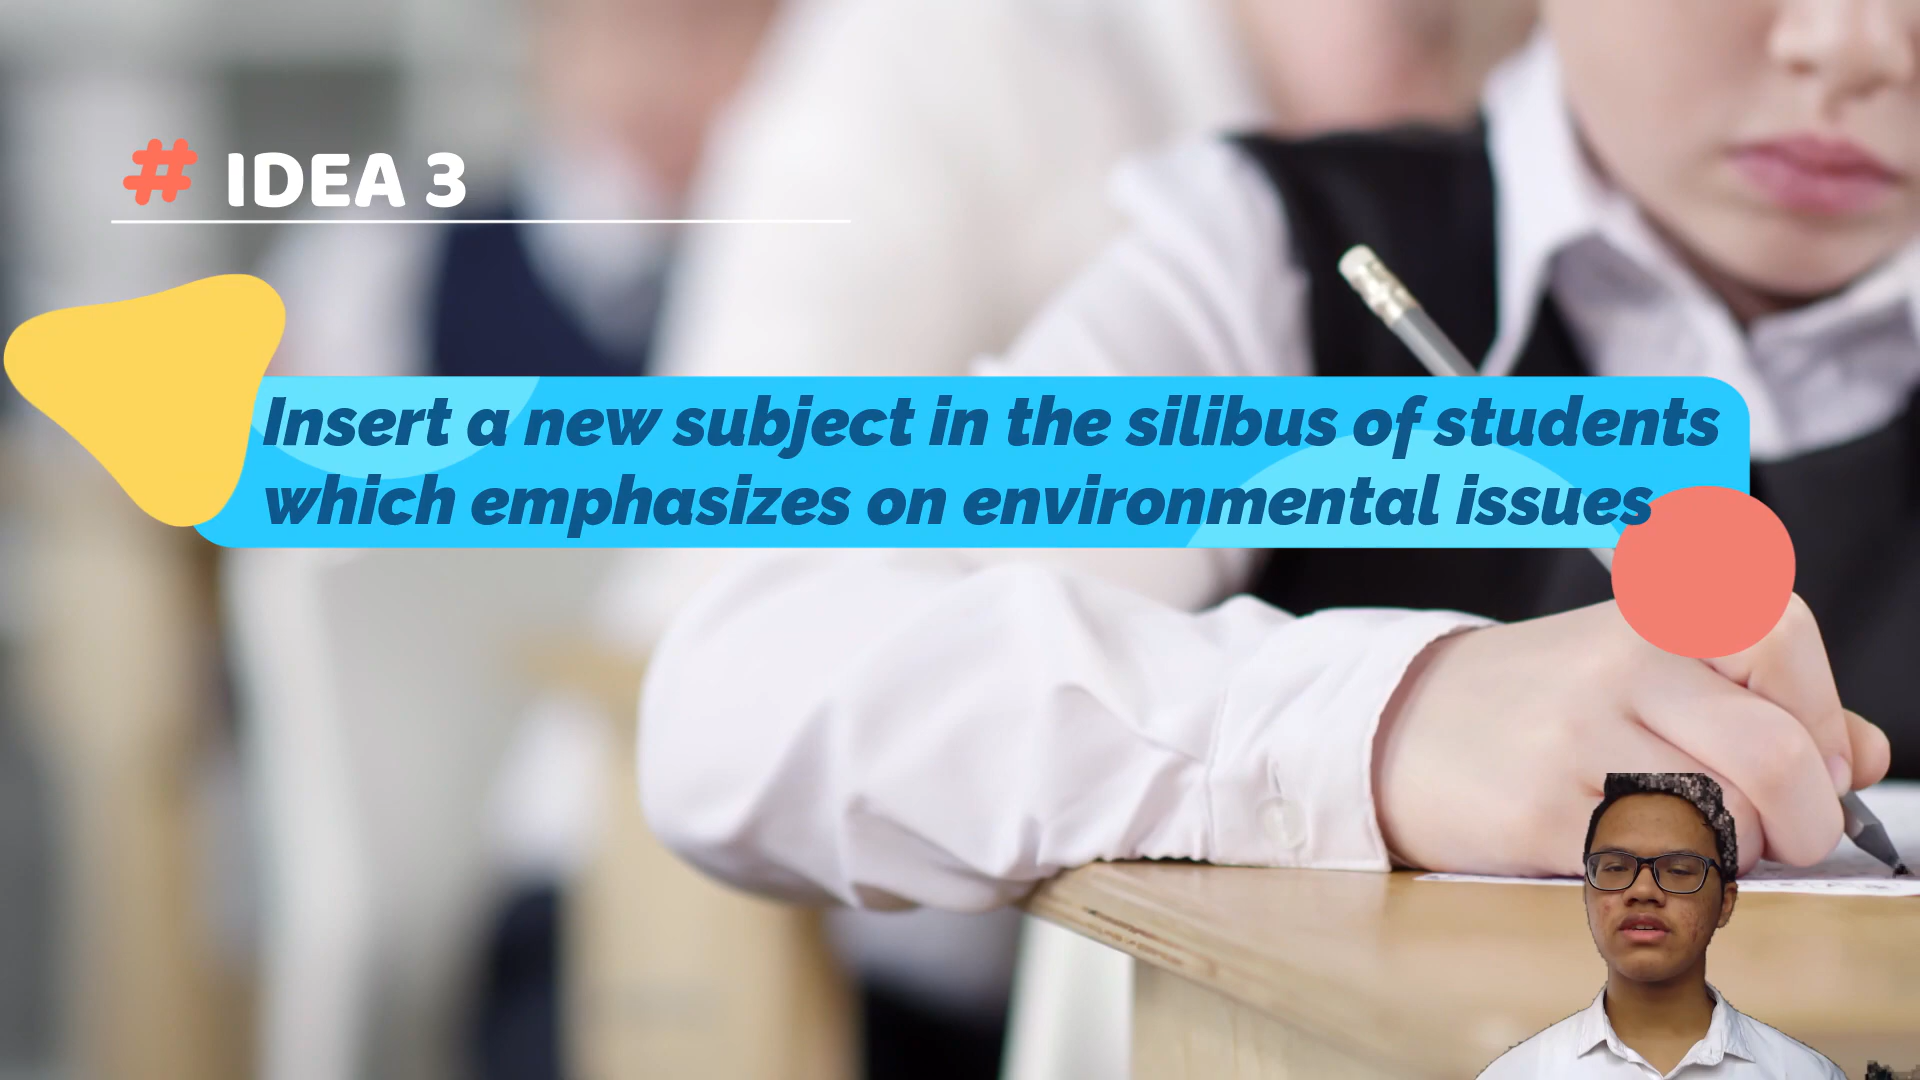 # IDEA 3
Insert a new subject in the silibus of students
which emphasizes on environmental issues